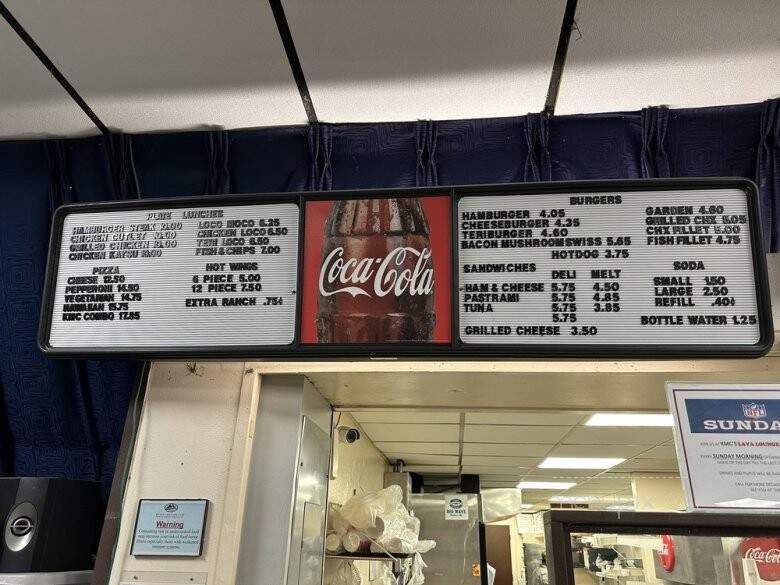 PLATE LUNCHES
HAMBURGER STEAK 10.00
CHICKEN CUTLET 10.00
GRILLED CHICKEN 10.00
CHICKEN KATSU 10.00
LOCO MOCO 6.25
CHICKEN LOCO 6.50
TERI LOCO 6.50
FISH & CHIPS 7.00
PIZZA
CHEESE 12.50
PEPPERONI 14.50
VEGETARIAN 14.75
HAWAIIAN 15.75
KMC COMBO 17.85
HOT WINGS
6 PIECE 5.00
12 PIECE 7.50
EXTRA RANCH .75¢
Coca-Cola
BURGERS
HAMBURGER 4.05
CHEESEBURGER 4.35
TERIBURGER 4.60
BACON MUSHROOM SWISS 5.65
HOTDOG 3.75
GARDEN 4.60
GRILLED CHX 5.05
CHX FILLET 5.00
FISH FILLET 4.75
SANDWICHES
DELI MELT
HAM & CHEESE 5.75 4.50
PASTRAMI 5.75 4.85
TUNA 5.75 3.85
5.75
GRILLED CHEESE 3.50
SODA
SMALL 1.50
LARGE 2.50
REFILL .40¢
BOTTLE WATER 1.25
NFL
SUNDA
JOIN US AT KMC'S LAVA LOUNGE
SUNDAY MORNING
Warning
BIG WAVE
Coca-Col